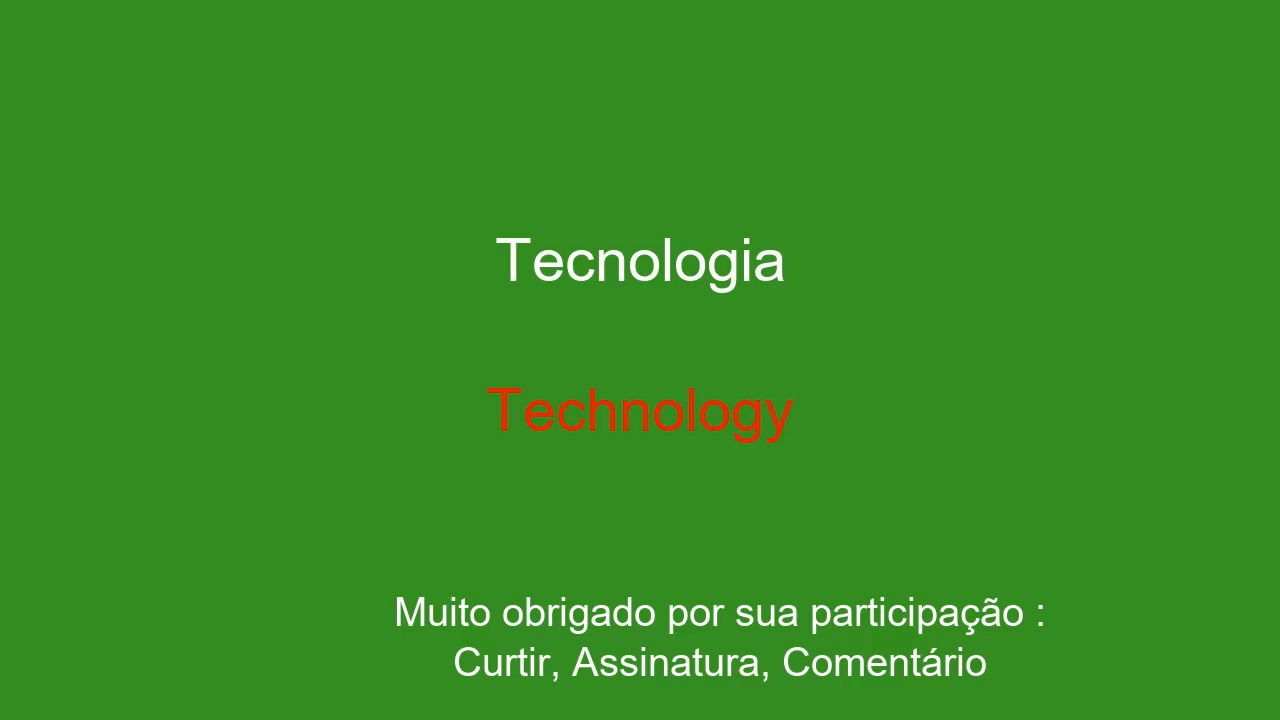 Tecnologia
Technology
Muito obrigado por sua participação :
Curtir, Assinatura, Comentário